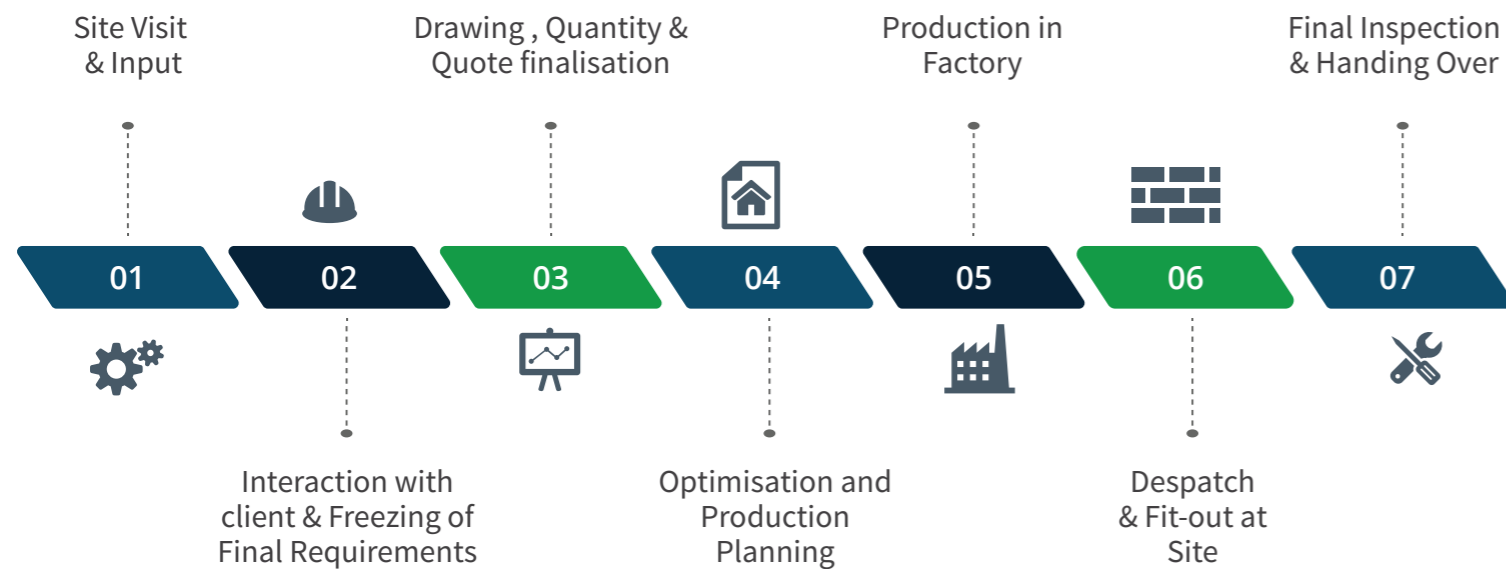 Site Visit
& Input
Drawing , Quantity &
Quote finalisation
Production in
Factory
Final Inspection
& Handing Over
01
02
03
04
05
06
07
Interaction with
client & Freezing of
Final Requirements
Optimisation and
Production
Planning
Despatch
& Fit-out at
Site